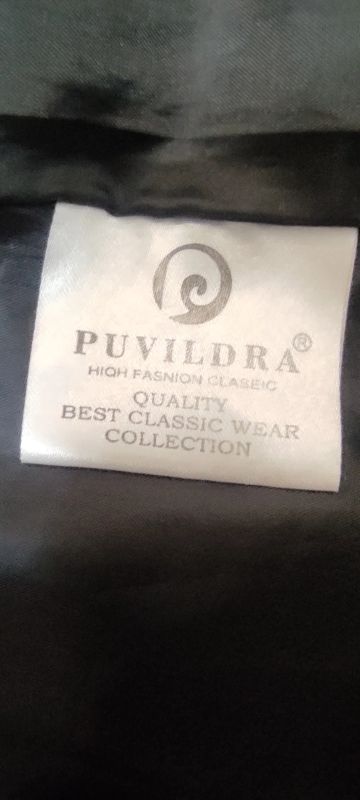 PUVILDRA®
HIGH FASNION CLASEIC
QUALITY
BEST CLASSIC WEAR
COLLECTION